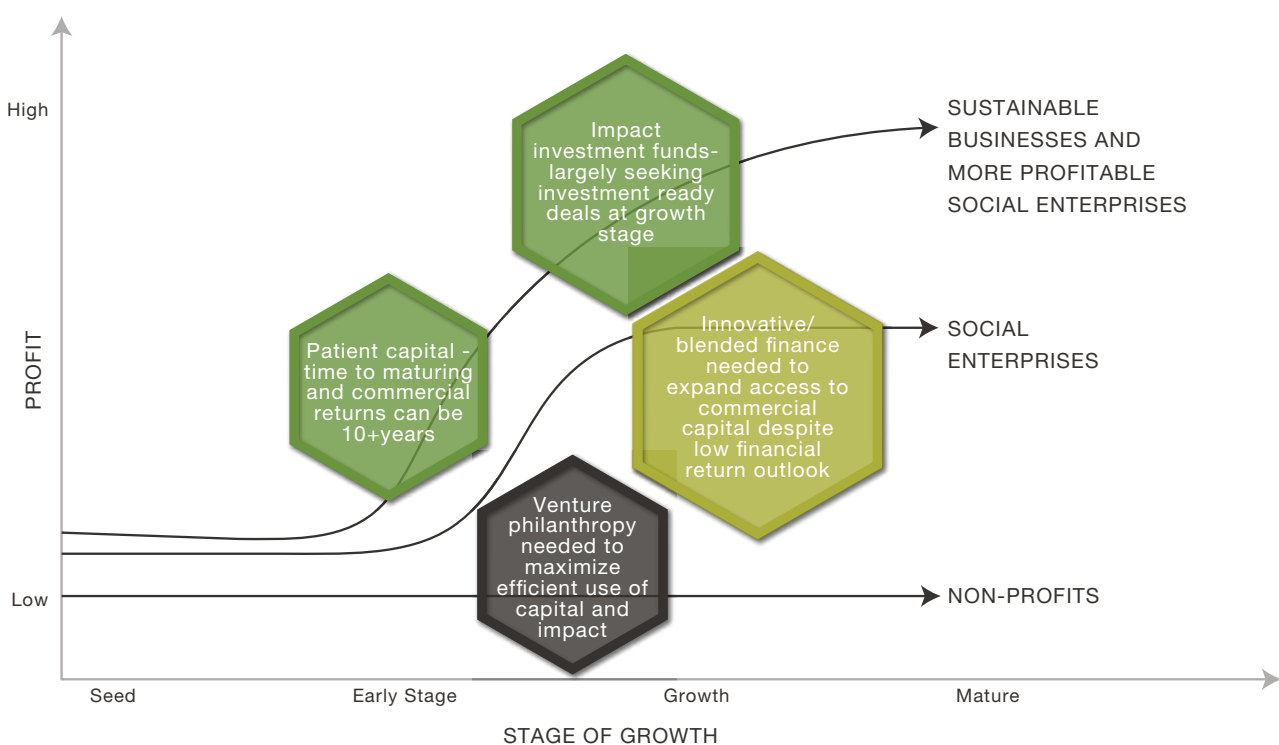 High
Impact
investment funds-
largely seeking
investment ready
deals at growth
stage
SUSTAINABLE
BUSINESSES AND
MORE PROFITABLE
SOCIAL ENTERPRISES
PROFIT
Patient capital -
time to maturing
and commercial
returns can be
10+years
Innovative/
blended finance
needed to
expand access to
commercial
capital despite
low financial
return outlook
SOCIAL
ENTERPRISES
Venture
philanthropy
needed to
maximize
efficient use of
capital and
impact
Low
NON-PROFITS
Seed
Early Stage
Growth
Mature
STAGE OF GROWTH